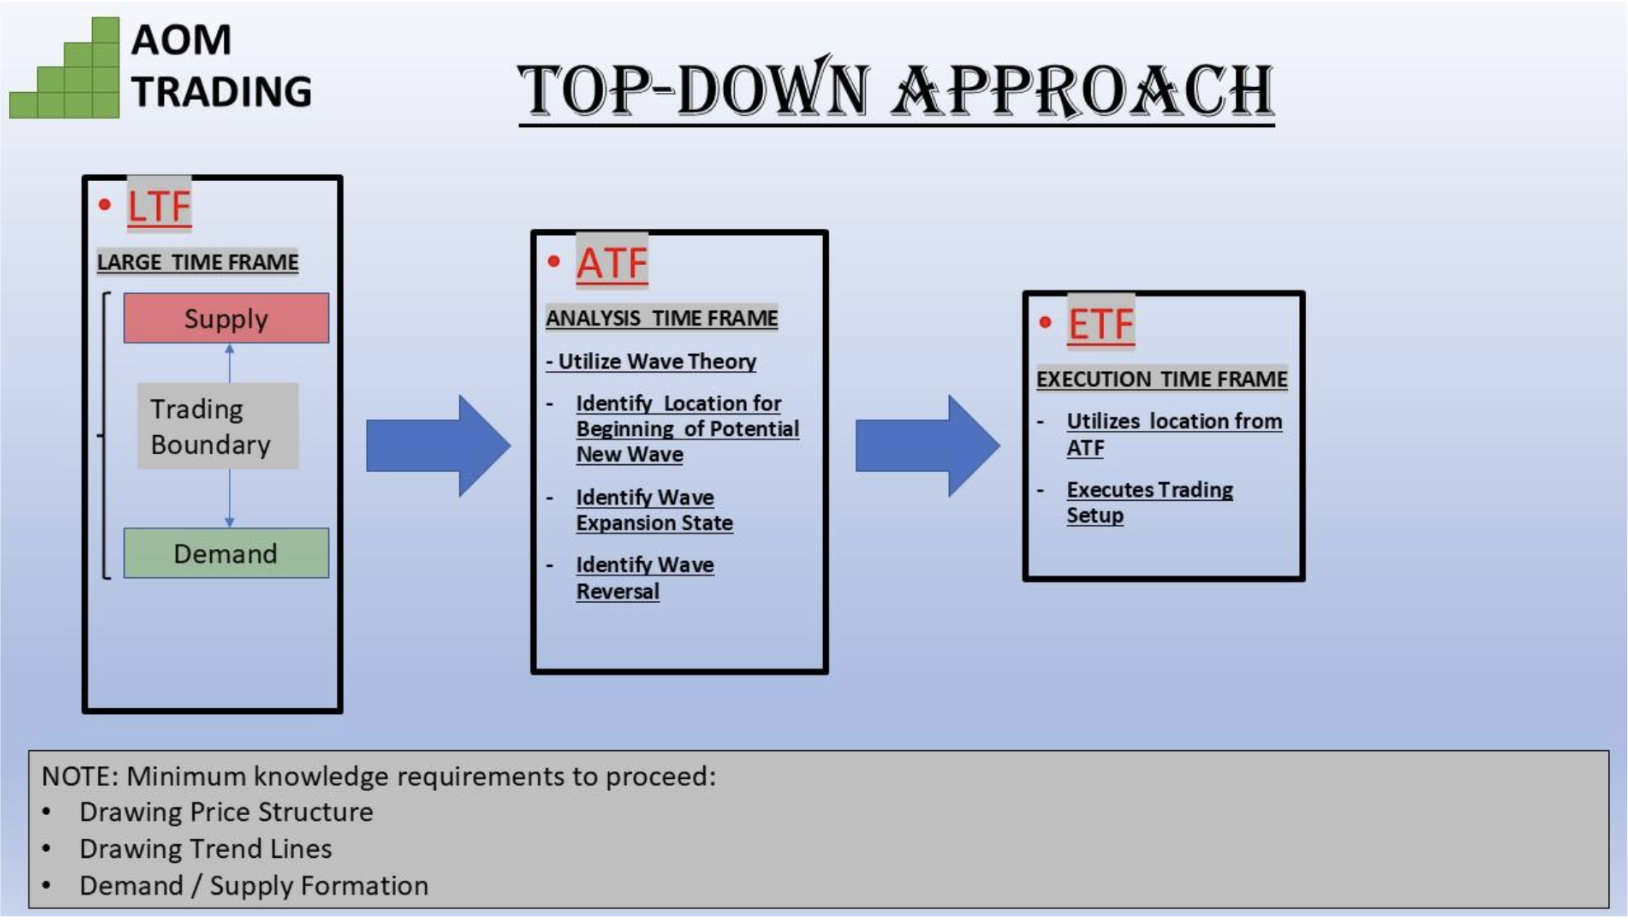 AOM
TRADING
TOP-DOWN APPROACH
• LTF
LARGE TIME FRAME
Supply
Trading
Boundary
Demand
• ATF
ANALYSIS TIME FRAME
- Utilize Wave Theory
- Identify Location for
Beginning of Potential
New Wave
- Identify Wave
Expansion State
- Identify Wave
Reversal
• ETF
EXECUTION TIME FRAME
- Utilizes location from
ATF
- Executes Trading
Setup
NOTE: Minimum knowledge requirements to proceed:
• Drawing Price Structure
• Drawing Trend Lines
• Demand / Supply Formation